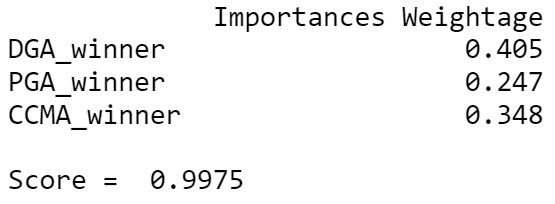 Importances Weightage
DGA_winner 0.405
PGA_winner 0.247
CCMA_winner 0.348
Score = 0.9975